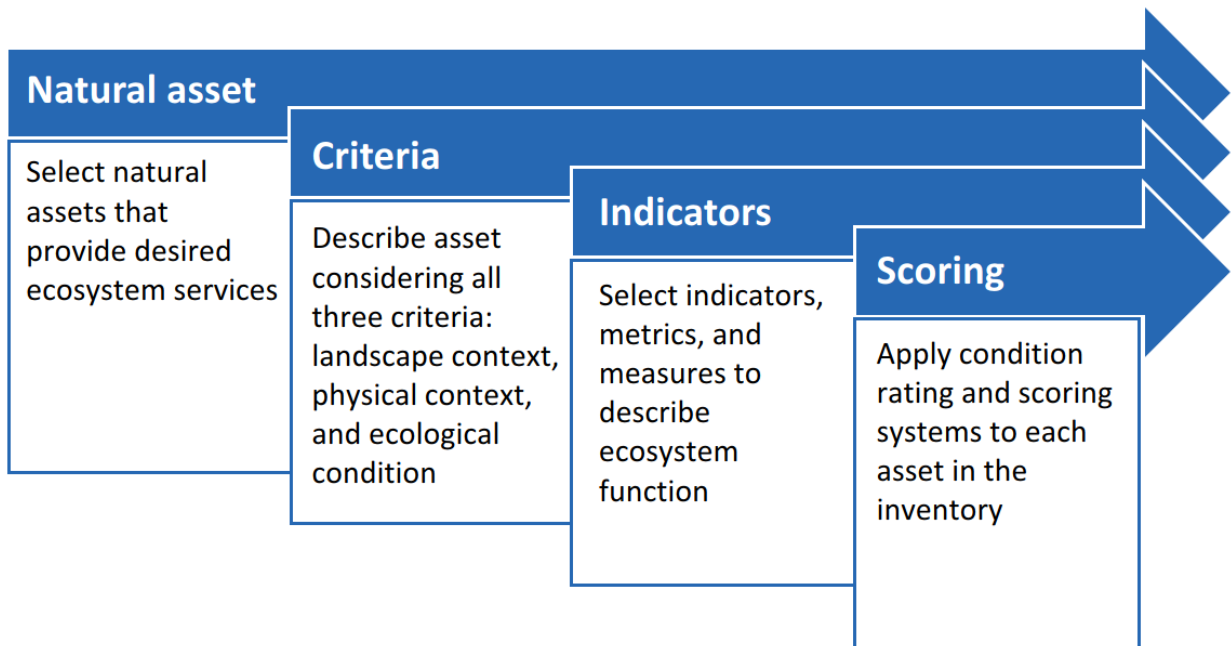 Natural asset
Select natural
assets that
provide desired
ecosystem services
Criteria
Describe asset
considering all
three criteria:
landscape context,
physical context,
and ecological
condition
Indicators
Select indicators,
metrics, and
measures to
describe
ecosystem
function
Scoring
Apply condition
rating and scoring
systems to each
asset in the
inventory